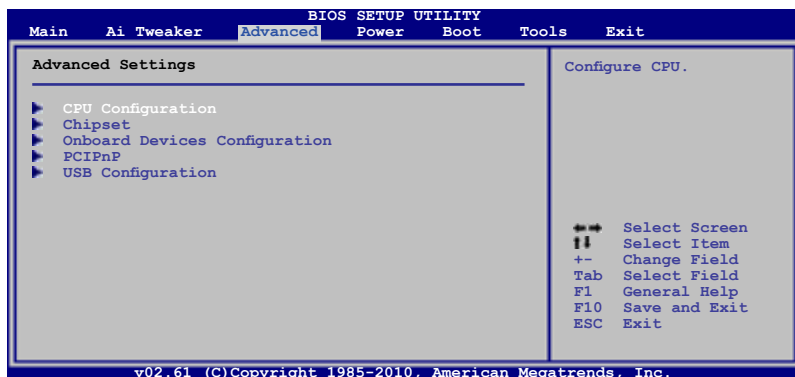 BIOS SETUP UTILITY
Main Ai Tweaker Advanced Power Boot Tools Exit
Advanced Settings
CPU Configuration
Chipset
Onboard Devices Configuration
PCIPnP
USB Configuration
Configure CPU.
Select Screen
Select Item
+- Change Field
Tab Select Field
F1 General Help
F10 Save and Exit
ESC Exit
v02.61 (C)Copyright 1985-2010, American Megatrends, Inc.